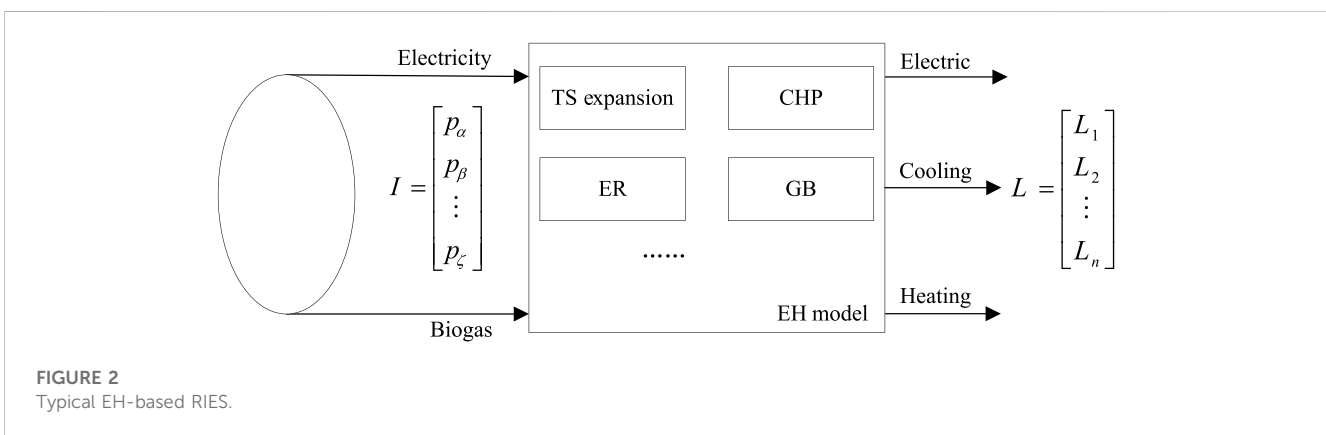 Electricity
Electric
TS expansion
CHP
I = [p_α p_β ⋮ p_ζ]
ER
GB
Cooling
L = [L_1 L_2 ⋮ L_n]
......
Heating
EH model
Biogas
FIGURE 2
Typical EH-based RIES.